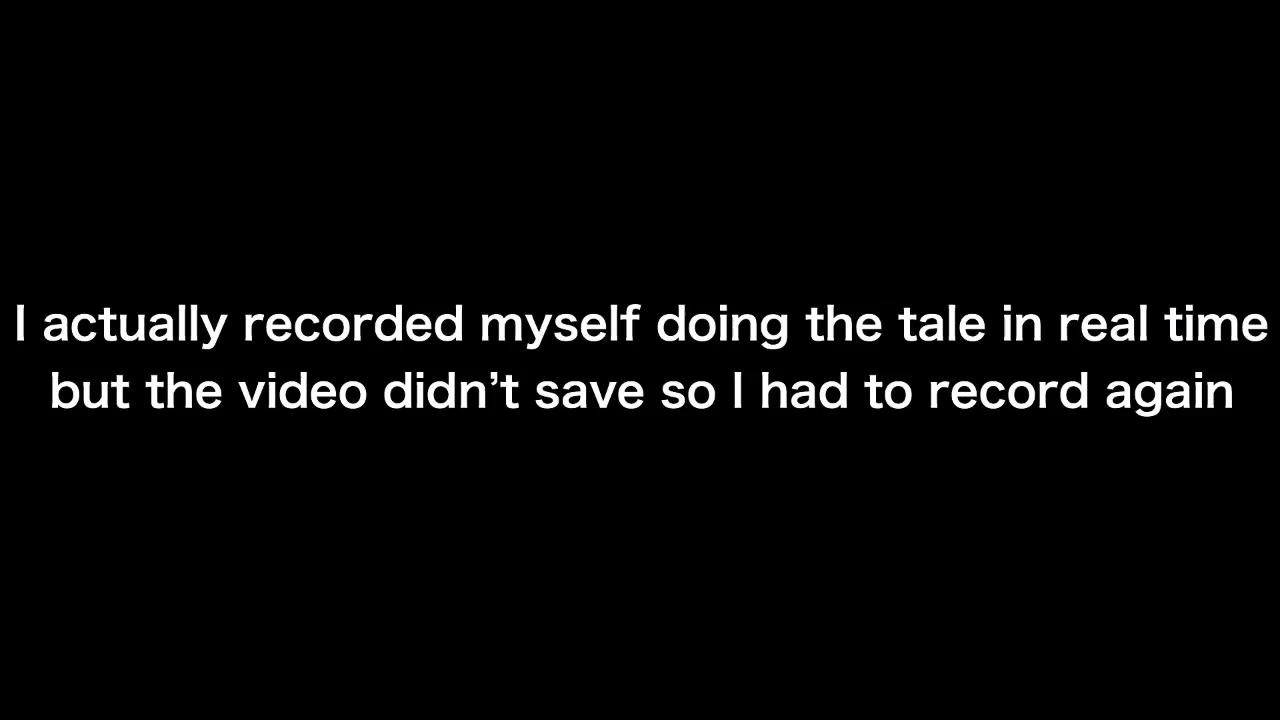 I actually recorded myself doing the tale in real time
but the video didn’t save so I had to record again